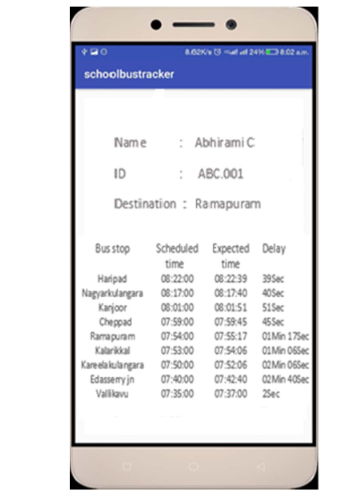 8.02K/s 24% 8:02 a.m.
schoolbustracker
Name : Abhirami C
ID : ABC.001
Destination : Ramapuram
Bus stop Scheduled time Expected time Delay
Haripad 08:22:00 08:22:39 39Sec
Nagyarkulangara 08:17:00 08:17:40 40Sec
Kanjoor 08:01:00 08:01:51 51Sec
Cheppad 07:59:00 07:59:45 45Sec
Ramapuram 07:54:00 07:55:17 01Min 17Sec
Kalarikkal 07:53:00 07:54:06 01Min 06Sec
Kareelakulangara 07:50:00 07:52:06 02Min 06Sec
Edasserry jn 07:40:00 07:42:40 02Min 40Sec
Vallikavu 07:35:00 07:37:00 2Sec